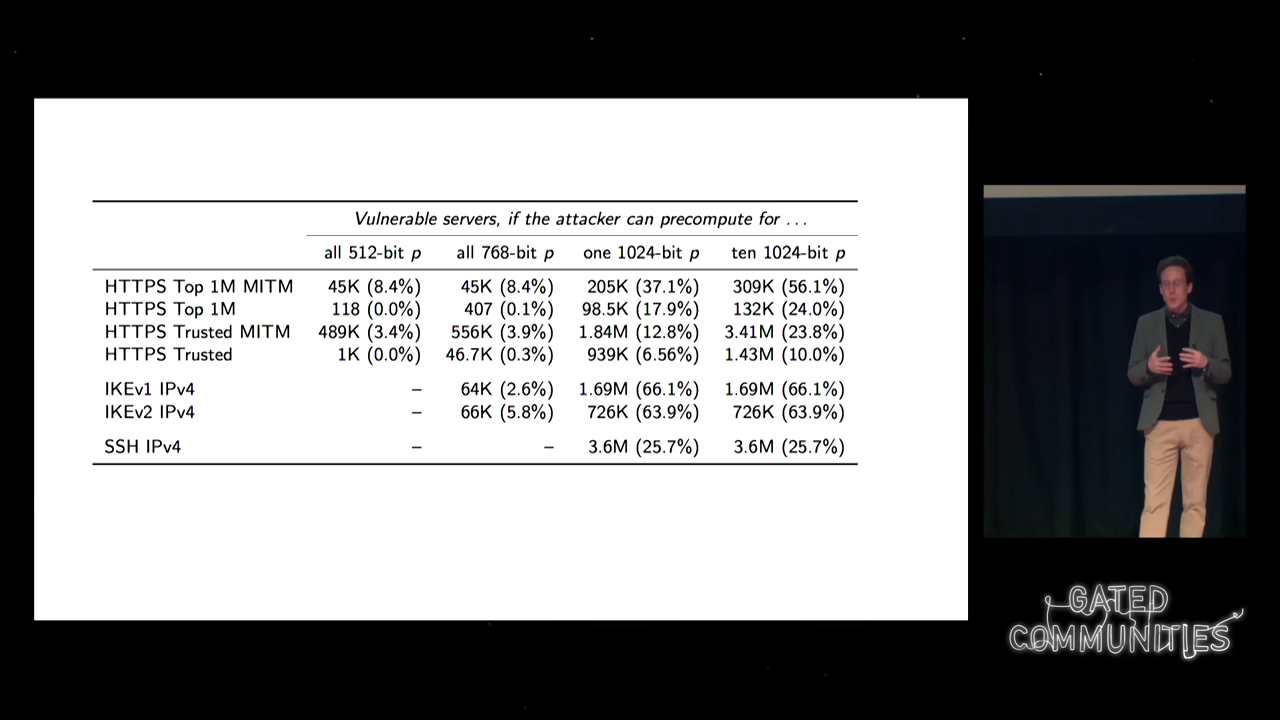 Vulnerable servers, if the attacker can precompute for . . .
all 512-bit p all 768-bit p one 1024-bit p ten 1024-bit p
HTTPS Top 1M MITM 45K (8.4%) 45K (8.4%) 205K (37.1%) 309K (56.1%)
HTTPS Top 1M 118 (0.0%) 407 (0.1%) 98.5K (17.9%) 132K (24.0%)
HTTPS Trusted MITM 489K (3.4%) 556K (3.9%) 1.84M (12.8%) 3.41M (23.8%)
HTTPS Trusted 1K (0.0%) 46.7K (0.3%) 939K (6.56%) 1.43M (10.0%)
IKEv1 IPv4 – 64K (2.6%) 1.69M (66.1%) 1.69M (66.1%)
IKEv2 IPv4 – 66K (5.8%) 726K (63.9%) 726K (63.9%)
SSH IPv4 – – 3.6M (25.7%) 3.6M (25.7%)
GATED
COMMUNITIES